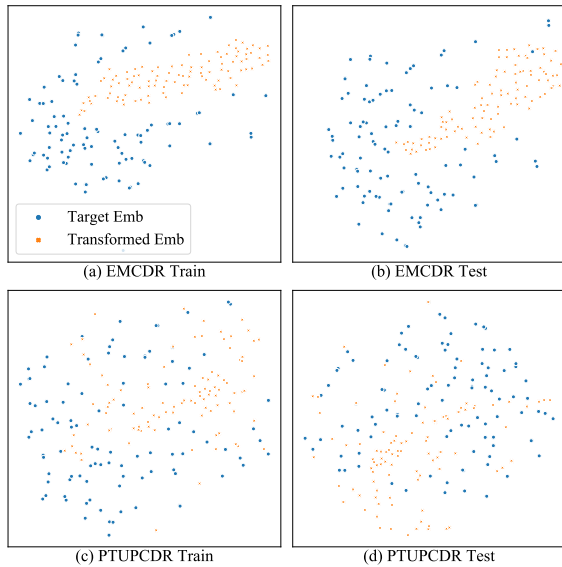 Target Emb
Transformed Emb
(a) EMCDR Train
(b) EMCDR Test
(c) PTUPCDR Train
(d) PTUPCDR Test